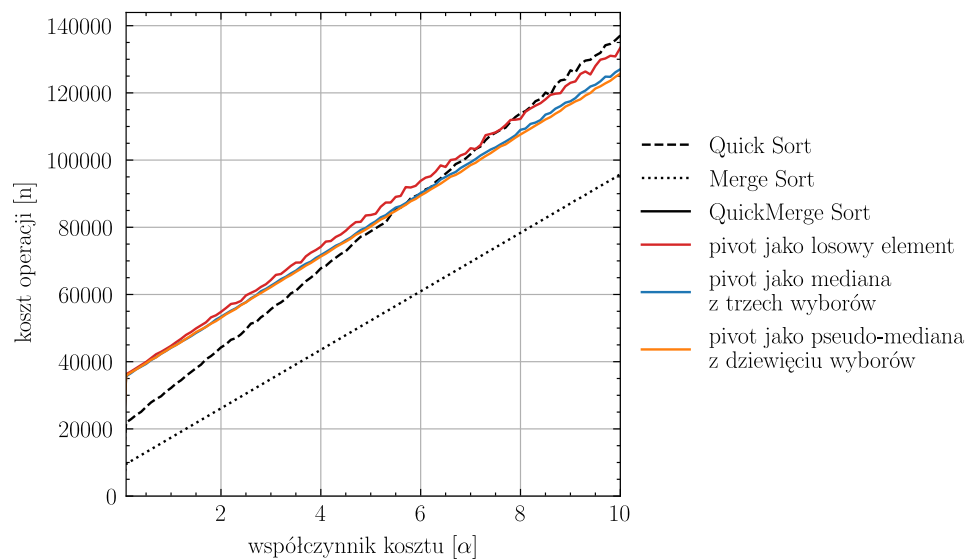 140000
120000
100000
80000
60000
40000
20000
0
koszt operacji [n]
2 4 6 8 10
współczynnik kosztu [α]
Quick Sort
Merge Sort
QuickMerge Sort
pivot jako losowy element
pivot jako mediana
z trzech wyborów
pivot jako pseudo-mediana
z dziewięciu wyborów